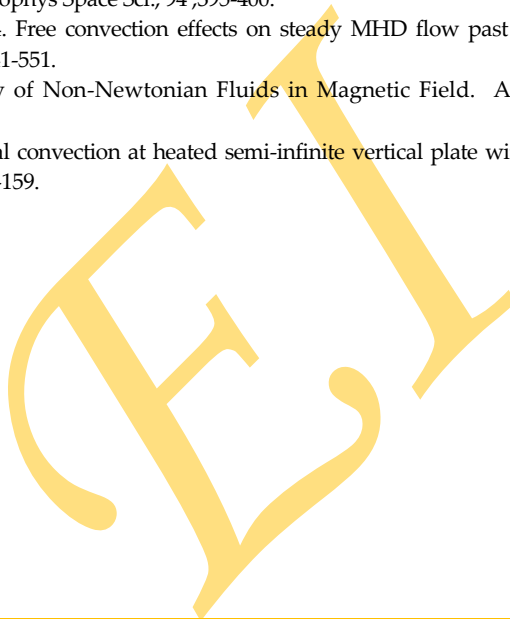 Space Sci., 94 ,395-400.
. Free convection effects on steady MHD flow past
1-551.
of Non-Newtonian Fluids in Magnetic Field. A
al convection at heated semi-infinite vertical plate wi
-159.
EI